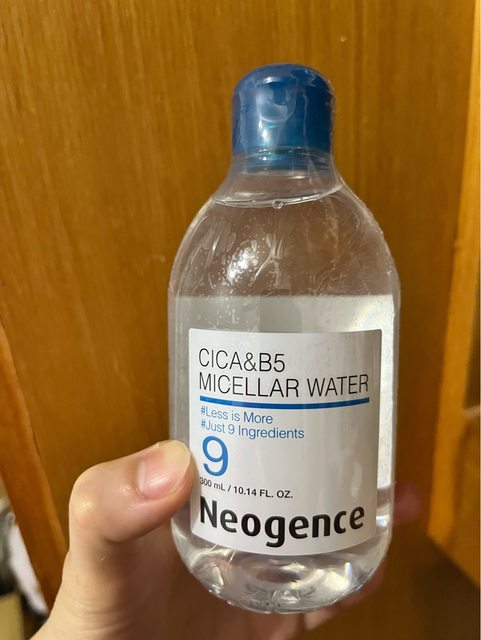 CICA&B5
MICELLAR WATER
#Less is More
#Just 9 Ingredients
9
300 mL / 10.14 FL. OZ.
Neogence